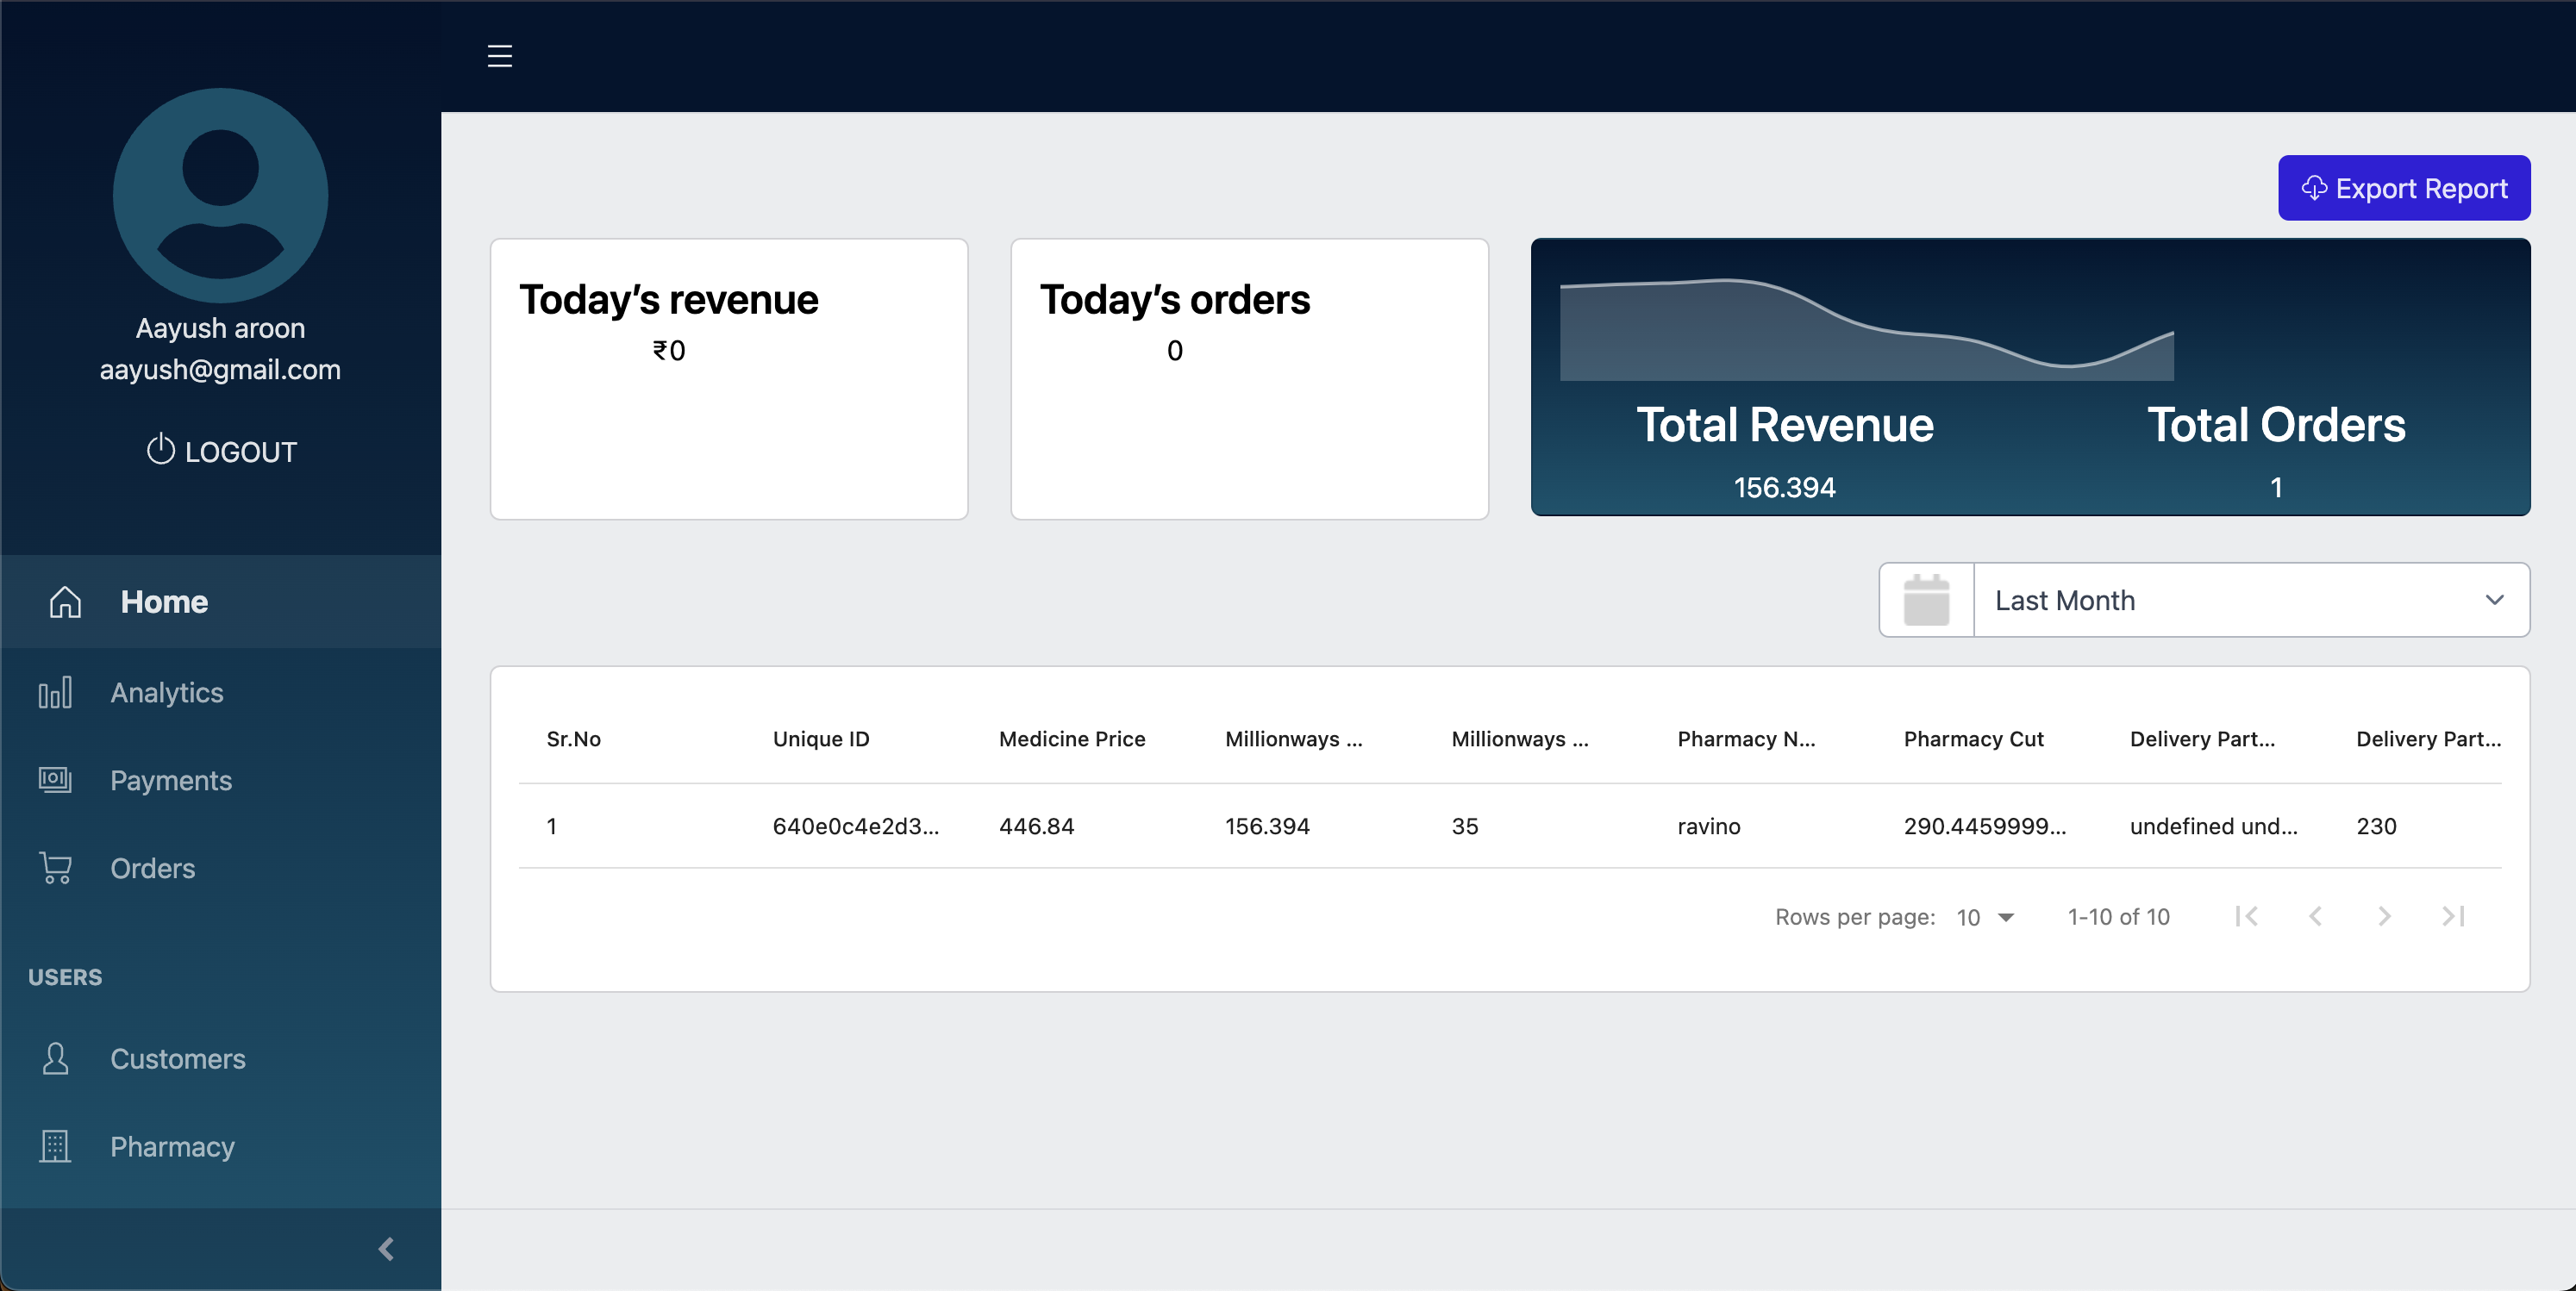 Aayush aroon
aayush@gmail.com
LOGOUT
Home
Analytics
Payments
Orders
USERS
Customers
Pharmacy
Export Report
Today’s revenue
₹0
Today’s orders
0
Total Revenue
156.394
Total Orders
1
Last Month
Sr.No Unique ID Medicine Price Millionways ... Millionways ... Pharmacy N... Pharmacy Cut Delivery Part... Delivery Part...
1 640e0c4e2d3... 446.84 156.394 35 ravino 290.4459999... undefined und... 230
Rows per page: 10 1-10 of 10